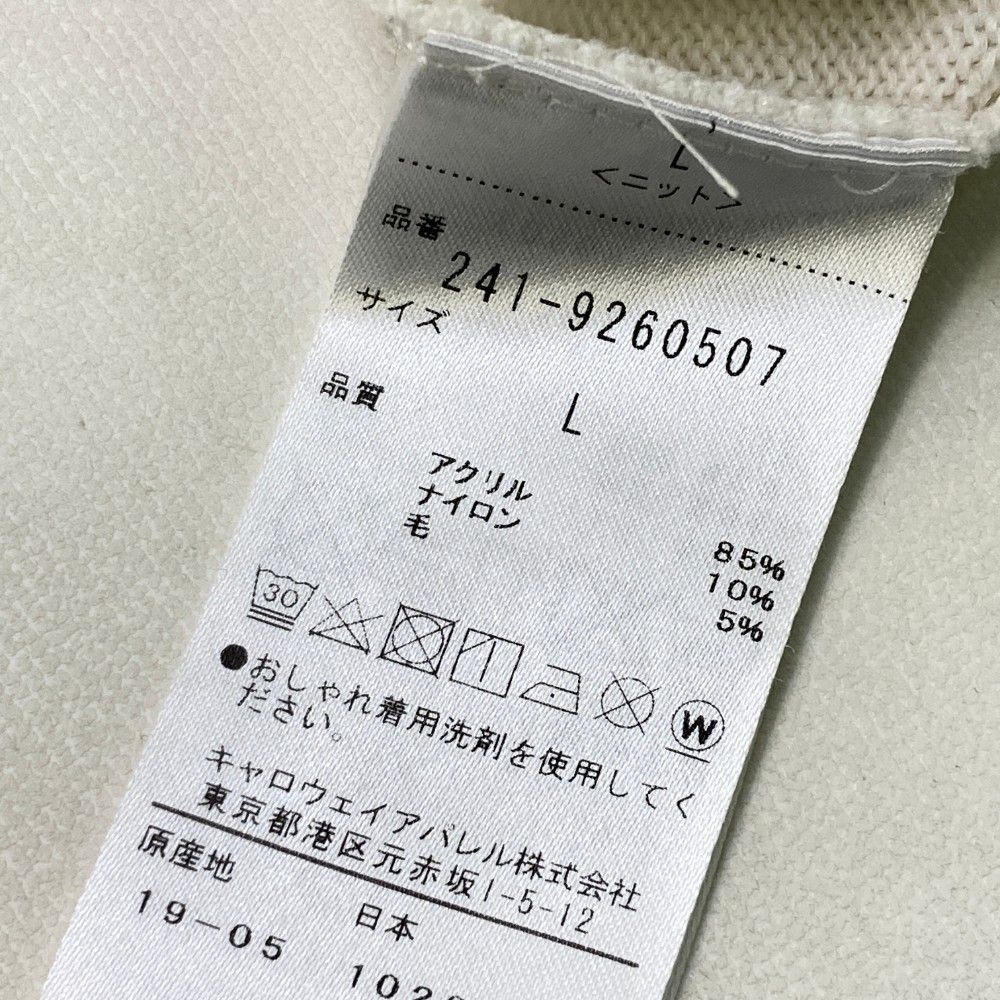 L
<ニット>
品番
241-9260507
サイズ
L
品質
アクリル 85%
ナイロン 10%
毛 5%
30
W
●おしゃれ着用洗剤を使用してく
ださい。
キャロウェイアパレル株式会社
東京都港区元赤坂1-5-12
原産地 日本
19-05